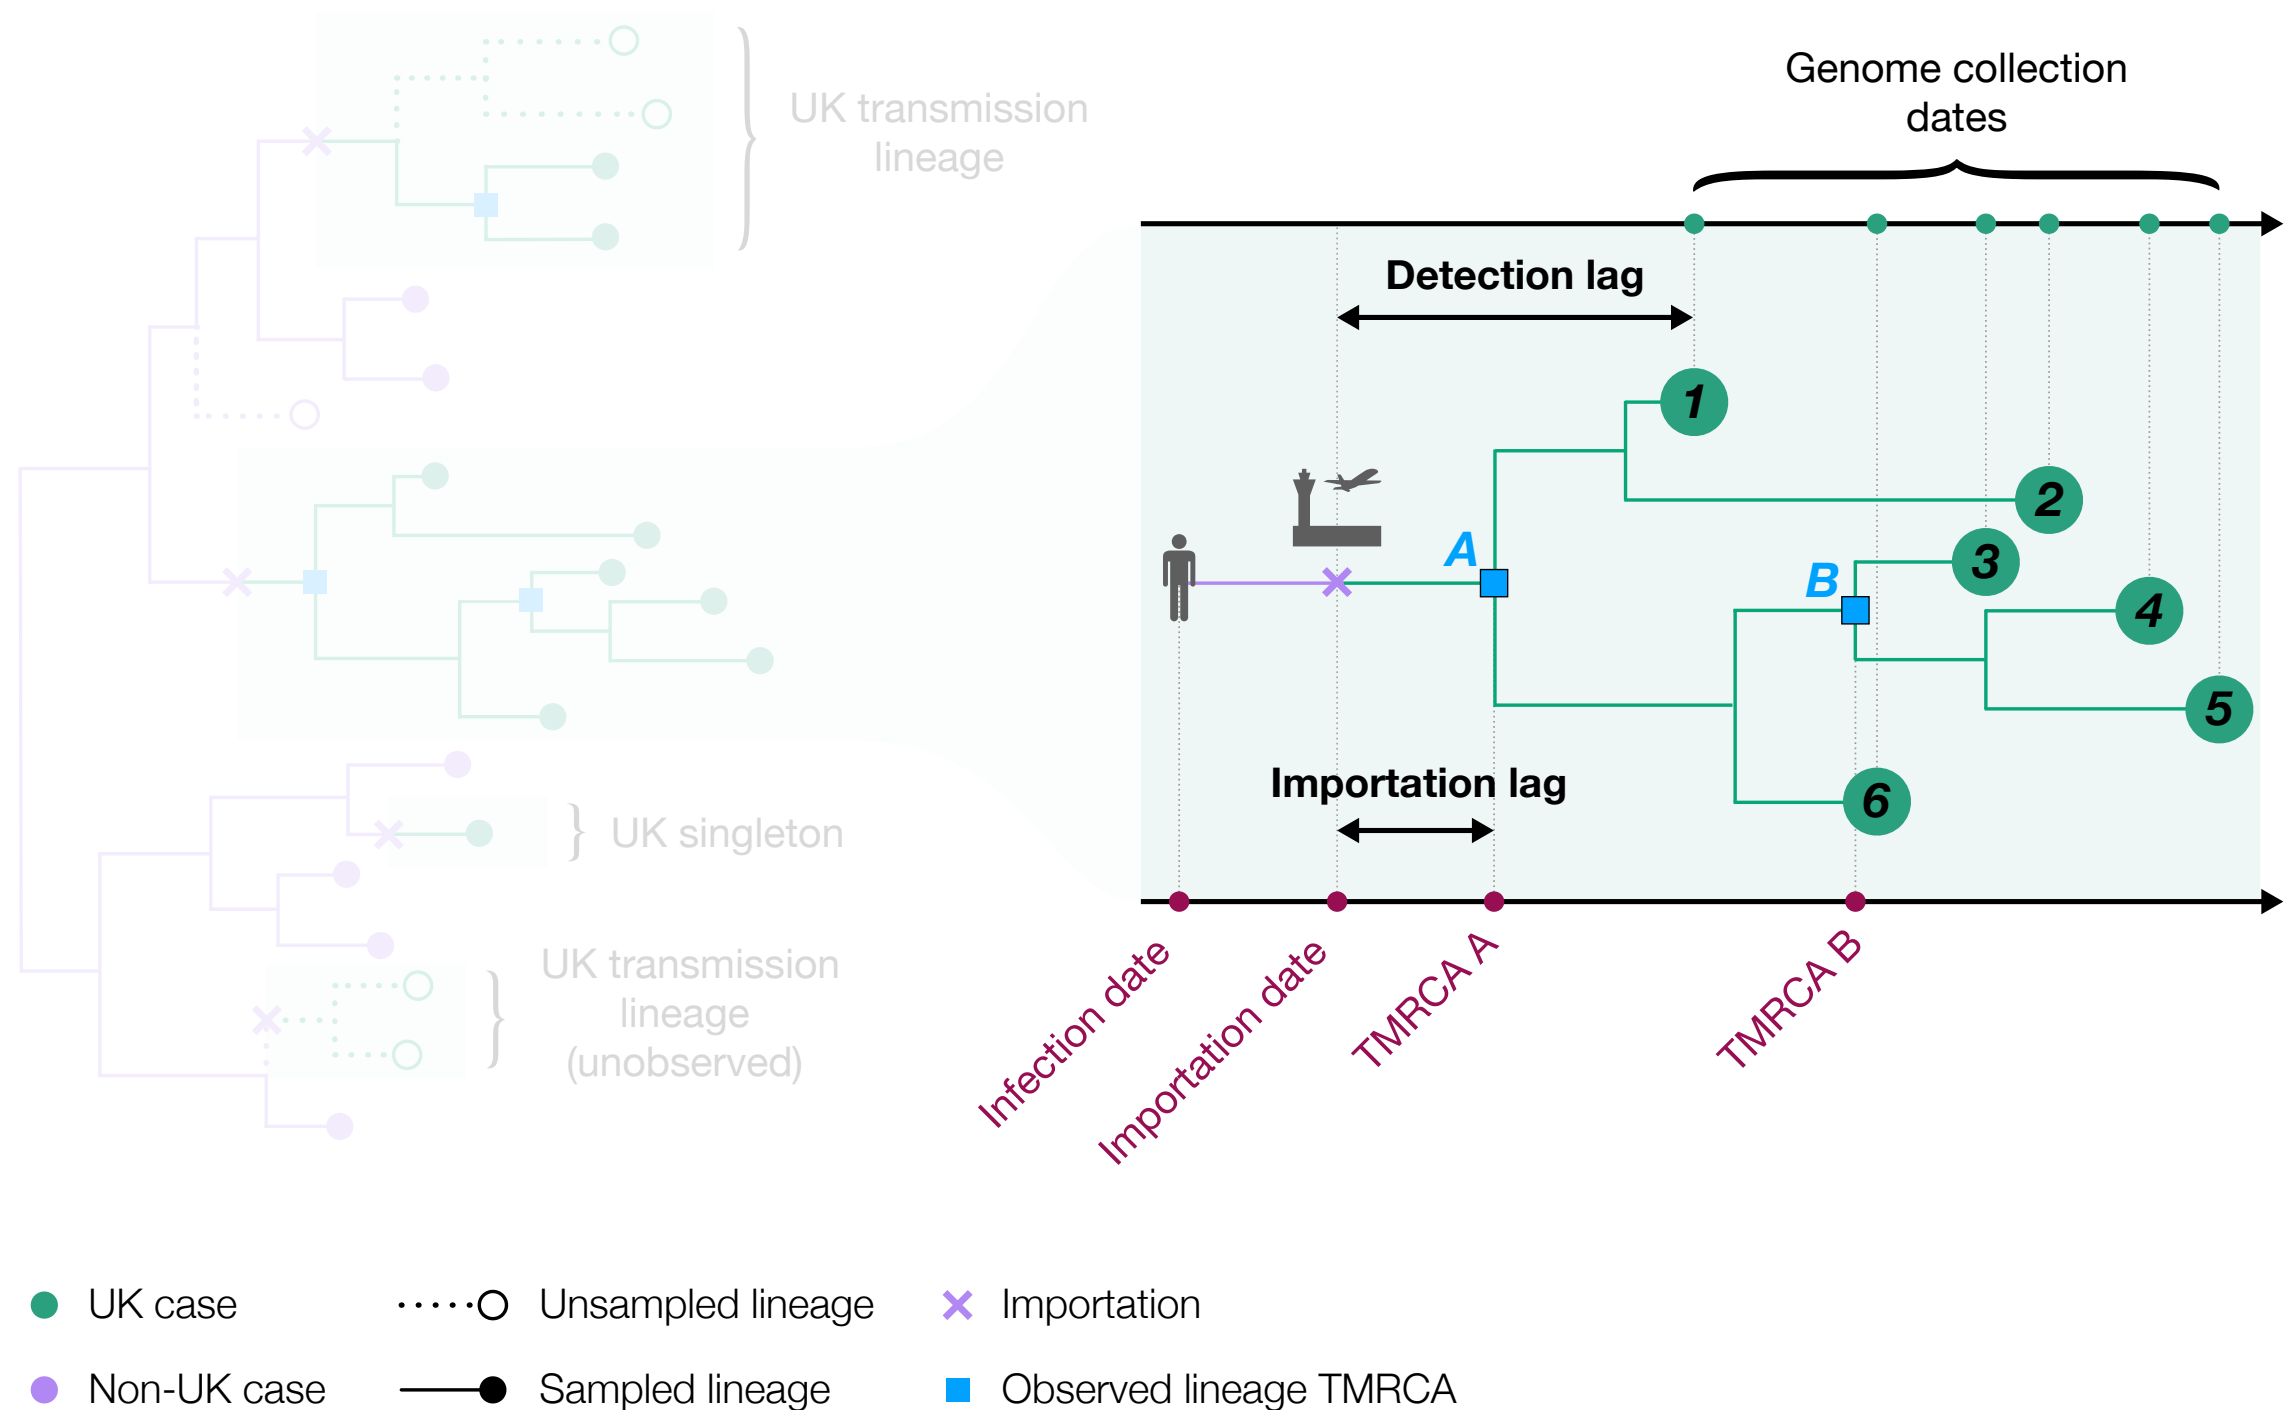 UK transmission
lineage
Genome collection
dates
Detection lag
1
2
A
3
B
4
5
Importation lag
6
UK singleton
UK transmission
lineage
(unobserved)
Infection date
Importation date
TMRCA A
TMRCA B
UK case
Unsampled lineage
Importation
Non-UK case
Sampled lineage
Observed lineage TMRCA